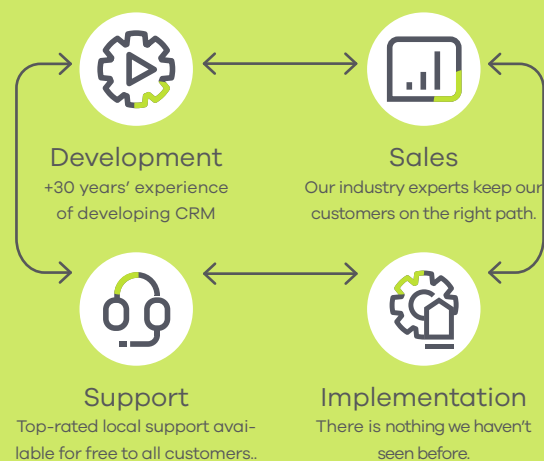 Development
+30 years’ experience
of developing CRM
Sales
Our industry experts keep our
customers on the right path.
Support
Top-rated local support avai-
lable for free to all customers..
Implementation
There is nothing we haven’t
seen before.